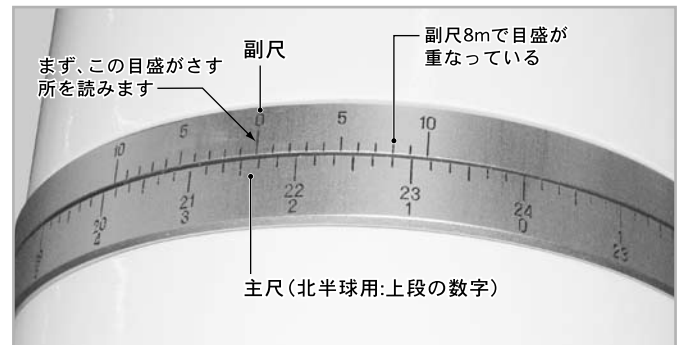 副尺8mで目盛が
重なっている
副尺
まず、この目盛がさす
所を読みます
10 5 0 5 10
20 21 22 23 24 1
4 3 2 1 0 23
主尺（北半球用:上段の数字）